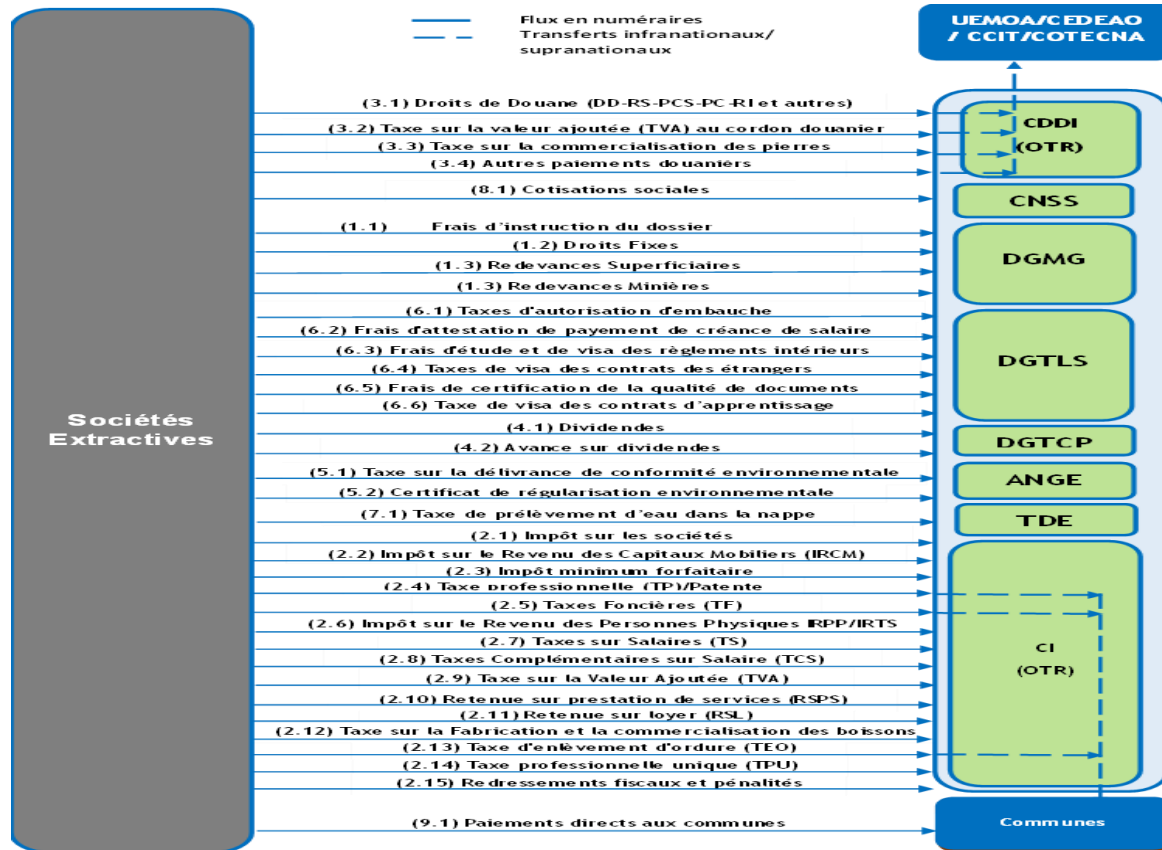 Flux en numéraires
Transferts infranationaux/
supranationaux
UEMOA/CEDEAO
/ CCIT/COTECNA
(3.1) Droits de Douane (DD-RS-PCS-PC-RI et autres)
(3.2) Taxe sur la valeur ajoutée (TVA) au cordon douanier
(3.3) Taxe sur la commercialisation des pierres
(3.4) Autres paiements douaniers
CDDI
(OTR)
(8.1) Cotisations sociales
CNSS
(1.1) Frais d'instruction du dossier
(1.2) Droits Fixes
(1.3) Redevances Superficiaires
(1.3) Redevances Minières
DGMG
(6.1) Taxes d'autorisation d'embauche
(6.2) Frais d'attestation de payement de créance de salaire
(6.3) Frais d'étude et de visa des règlements intérieurs
(6.4) Taxes de visa des contrats des étrangers
(6.5) Frais de certification de la qualité de documents
(6.6) Taxe de visa des contrats d'apprentissage
DGTLS
Sociétés
Extractives
(4.1) Dividendes
(4.2) Avance sur dividendes
DGTCP
(5.1) Taxe sur la délivrance de conformité environnementale
(5.2) Certificat de régularisation environnementale
ANGE
(7.1) Taxe de prélèvement d'eau dans la nappe
TDE
(2.1) Impôt sur les sociétés
(2.2) Impôt sur le Revenu des Capitaux Mobiliers (IRCM)
(2.3) Impôt minimum forfaitaire
(2.4) Taxe professionnelle (TP)/Patente
(2.5) Taxes Foncières (TF)
(2.6) Impôt sur le Revenu des Personnes Physiques IRPP/IRTS
(2.7) Taxes sur Salaires (TS)
(2.8) Taxes Complémentaires sur Salaire (TCS)
(2.9) Taxe sur la Valeur Ajoutée (TVA)
(2.10) Retenue sur prestation de services (RSPS)
(2.11) Retenue sur loyer (RSL)
(2.12) Taxe sur la Fabrication et la commercialisation des boissons
(2.13) Taxe d'enlèvement d'ordure (TEO)
(2.14) Taxe professionnelle unique (TPU)
(2.15) Redressements fiscaux et pénalités
CI
(OTR)
(9.1) Paiements directs aux communes
Communes